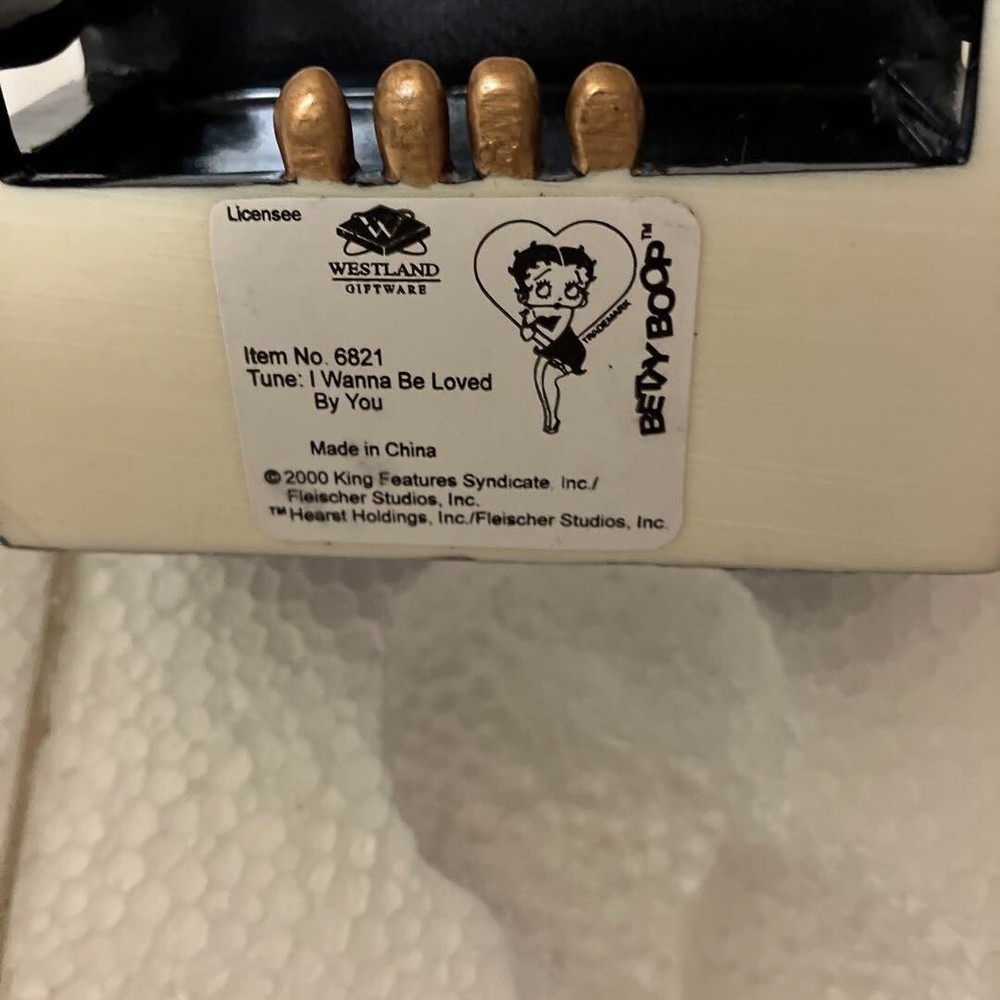 Licensee
W
WESTLAND
GIFTWARE
TRADEMARK
BETTY BOOP™
Item No. 6821
Tune: I Wanna Be Loved
By You
Made in China
© 2000 King Features Syndicate, Inc./
Fleischer Studios, Inc.
™ Hearst Holdings, Inc./Fleischer Studios, Inc.